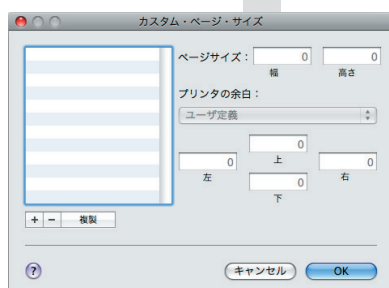 カスタム・ページ・サイズ
ページサイズ： 0 0
幅 高さ
プリンタの余白：
ユーザ定義
0
0 上 0
左 0 右
下
+ − 複製
? キャンセル OK